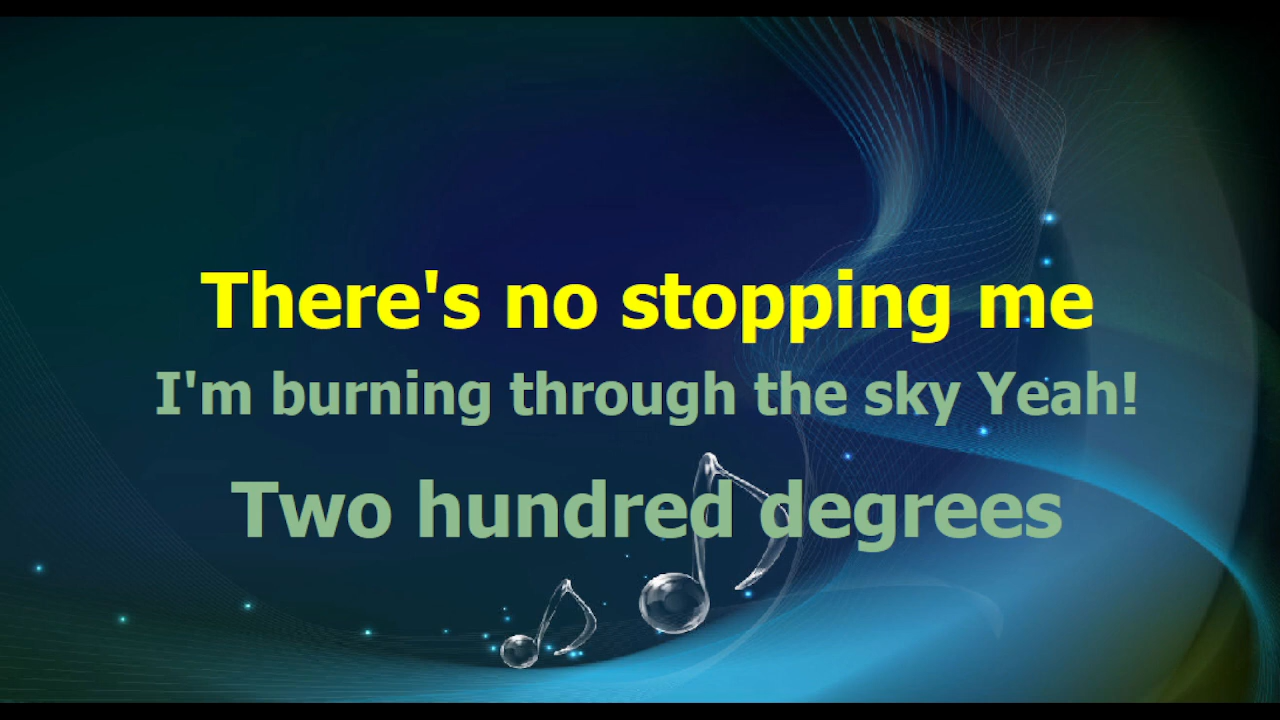 There's no stopping me
I'm burning through the sky Yeah!
Two hundred degrees